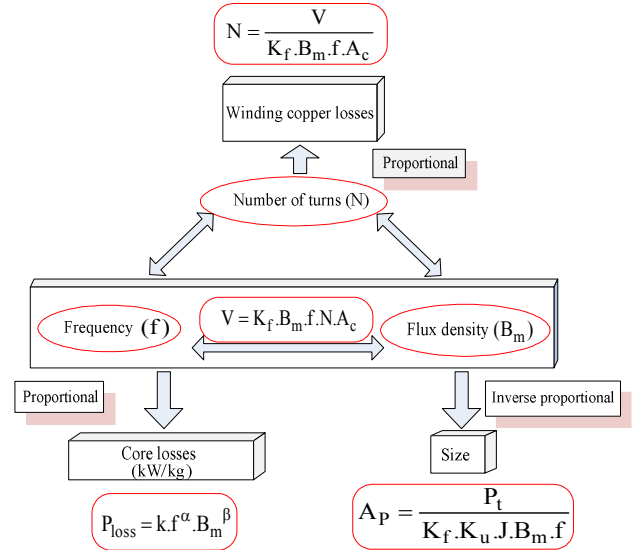 N = V / (K_f.B_m.f.A_c)
Winding copper losses
Proportional
Number of turns (N)
Frequency (f)
V = K_f.B_m.f.N.A_c
Flux density (B_m)
Proportional
Inverse proportional
Core losses
(kW/kg)
Size
P_loss = k.f^α.B_m^β
A_P = P_t / (K_f.K_u.J.B_m.f)